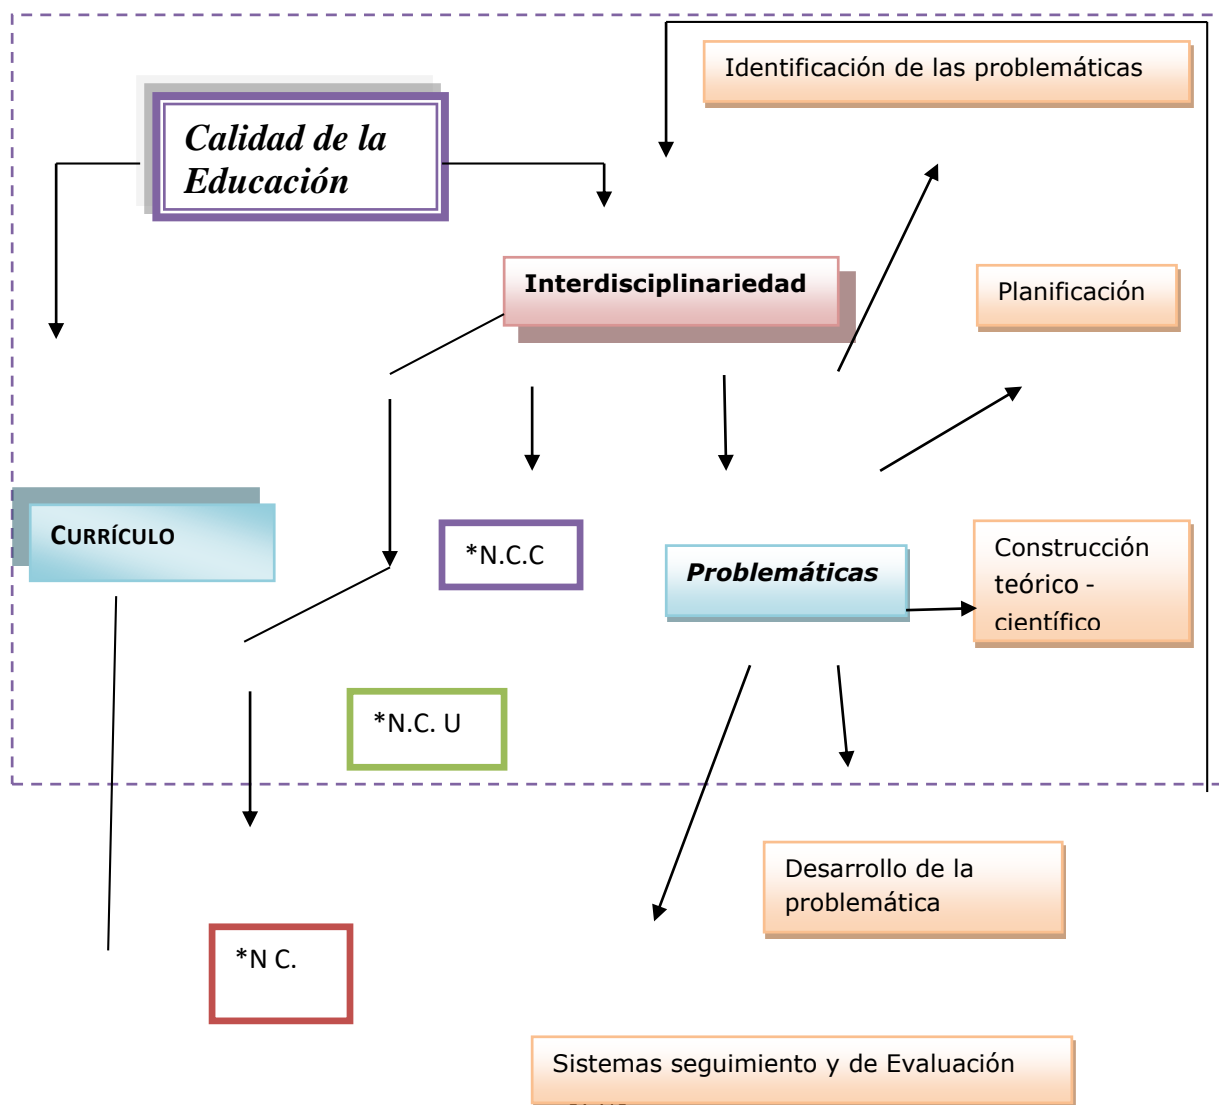 Identificación de las problemáticas
Calidad de la
Educación
Interdisciplinariedad
Planificación
CURRÍCULO
*N.C.C
Problemáticas
Construcción
teórico -
científico
*N.C. U
Desarrollo de la
problemática
*N C.
Sistemas seguimiento y de Evaluación